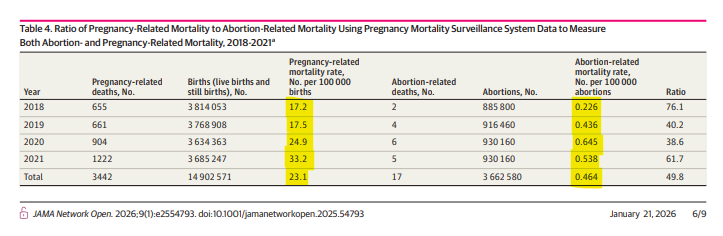 Table 4. Ratio of Pregnancy-Related Mortality to Abortion-Related Mortality Using Pregnancy Mortality Surveillance System Data to Measure
Both Abortion- and Pregnancy-Related Mortality, 2018-2021ᵃ
Year Pregnancy-related deaths, No. Births (live births and still births), No. Pregnancy-related mortality rate, No. per 100 000 births Abortion-related deaths, No. Abortions, No. Abortion-related mortality rate, No. per 100 000 abortions Ratio
2018 655 3 814 053 17.2 2 885 800 0.226 76.1
2019 661 3 768 908 17.5 4 916 460 0.436 40.2
2020 904 3 634 363 24.9 6 930 160 0.645 38.6
2021 1222 3 685 247 33.2 5 930 160 0.538 61.7
Total 3442 14 902 571 23.1 17 3 662 580 0.464 49.8
JAMA Network Open. 2026;9(1):e2554793. doi:10.1001/jamanetworkopen.2025.54793 January 21, 2026 6/9